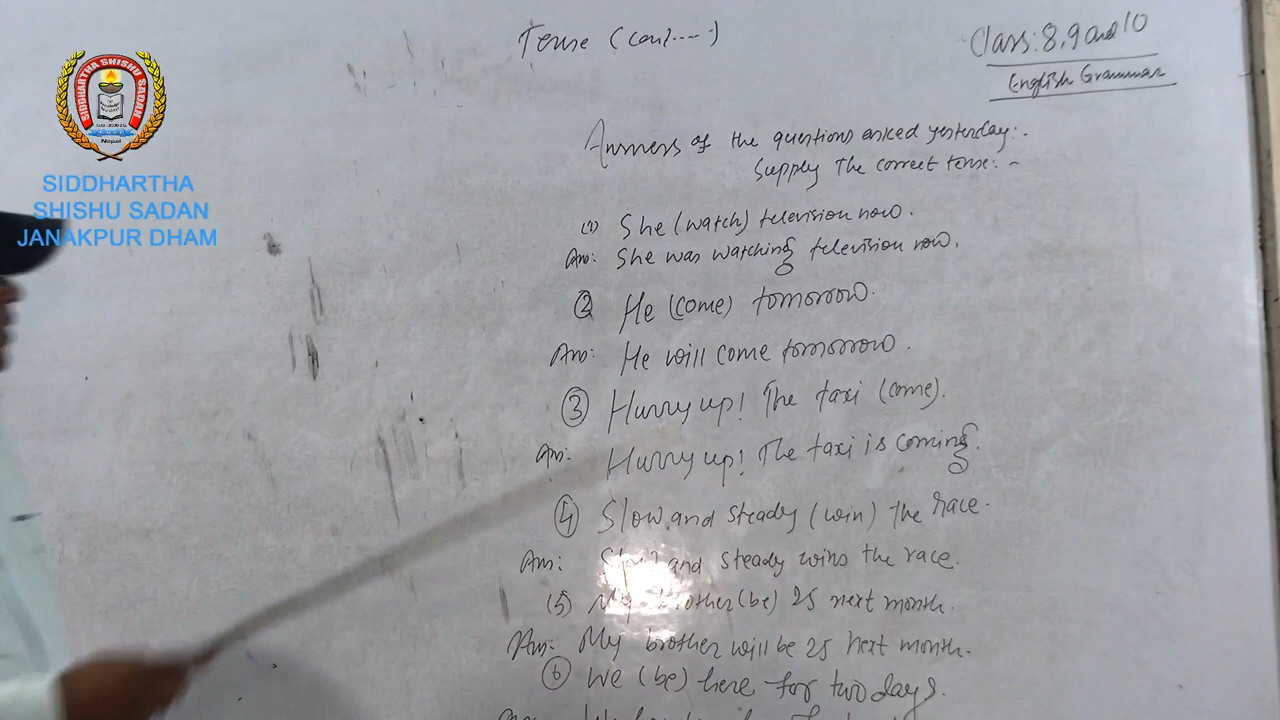 Tense (cont....)
Class: 8,9 and 10
English Grammar
SIDDHARTHA SHISHU SADAN
Nepal
SIDDHARTHA
SHISHU SADAN
JANAKPUR DHAM
Answers of the questions asked yesterday:.
Supply The correct tense: -
(1) She (watch) television now.
Ans: She was watching television now.
(2) He (come) tomorrow.
Ans: He will come tomorrow.
(3) Hurry up! The taxi (come).
Ans: Hurry up! The taxi is coming.
(4) Slow and steady (win) the race.
Ans: Slow and steady wins the race.
(5) My brother (be) 25 next month.
Ans: My brother will be 25 next month.
(6) We (be) here for two days.